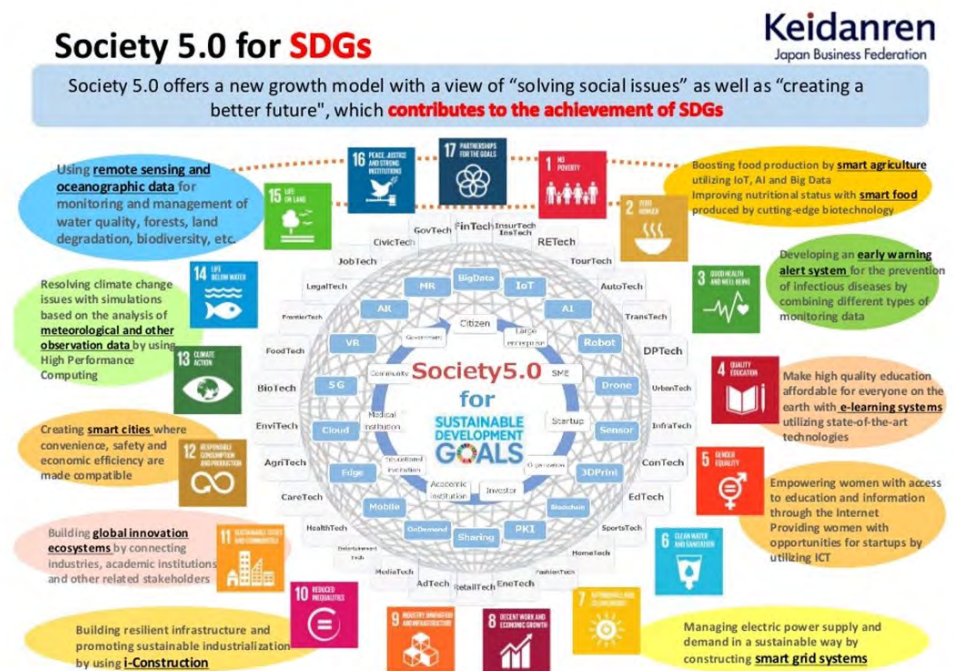 Society 5.0 for SDGs
Keidanren
Japan Business Federation
Society 5.0 offers a new growth model with a view of “solving social issues” as well as “creating a
better future", which contributes to the achievement of SDGs
Using remote sensing and
oceanographic data for
monitoring and management of
water quality, forests, land
degradation, biodiversity, etc.
Resolving climate change
issues with simulations
based on the analysis of
meteorological and other
observation data by using
High Performance
Computing
Creating smart cities where
convenience, safety and
economic efficiency are
made compatible
Building global innovation
ecosystems by connecting
industries, academic institutions
and other related stakeholders
Building resilient infrastructure and
promoting sustainable industrialization
by using i-Construction
Boosting food production by smart agriculture
utilizing IoT, AI and Big Data
Improving nutritional status with smart food
produced by cutting-edge biotechnology
Developing an early warning
alert system for the prevention
of infectious diseases by
combining different types of
monitoring data
Make high quality education
affordable for everyone on the
earth with e-learning systems
utilizing state-of-the-art
technologies
Empowering women with access
to education and information
through the Internet
Providing women with
opportunities for startups by
utilizing ICT
Managing electric power supply and
demand in a sustainable way by
constructing smart grid systems
17 PARTNERSHIPS
FOR THE GOALS
16 PEACE, JUSTICE
AND STRONG
INSTITUTIONS
15 LIFE
ON LAND
14 LIFE
BELOW WATER
13 CLIMATE
ACTION
12 RESPONSIBLE
CONSUMPTION
AND PRODUCTION
11 SUSTAINABLE CITIES
AND COMMUNITIES
10 REDUCED
INEQUALITIES
9 INDUSTRY, INNOVATION
AND INFRASTRUCTURE
8 DECENT WORK AND
ECONOMIC GROWTH
7
6 CLEAN WATER
AND SANITATION
5 GENDER
EQUALITY
4 QUALITY
EDUCATION
3 GOOD HEALTH
AND WELL-BEING
2 ZERO
HUNGER
1 NO
POVERTY
GovTech
FinTech
InsurTech
InsTech
RETech
TourTech
AutoTech
TransTech
DPTech
UrbanTech
InfraTech
ConTech
EdTech
SportsTech
HomeTech
FashionTech
EneTech
RetailTech
AdTech
MediaTech
Entertainment
Tech
HealthTech
CareTech
AgriTech
EnviTech
BioTech
FoodTech
FrontierTech
LegalTech
JobTech
CivicTech
BigData
IoT
AI
Robot
Drone
Sensor
3DPrint
Blockchain
PKI
Sharing
OnDemand
Mobile
Edge
Cloud
5G
VR
AR
MR
Citizen
Large
enterprise
SME
Startup
Organization
Investor
Academic
institution
Educational
institution
Medical
institution
Community
Government
Society5.0
for
SUSTAINABLE
DEVELOPMENT
GOALS